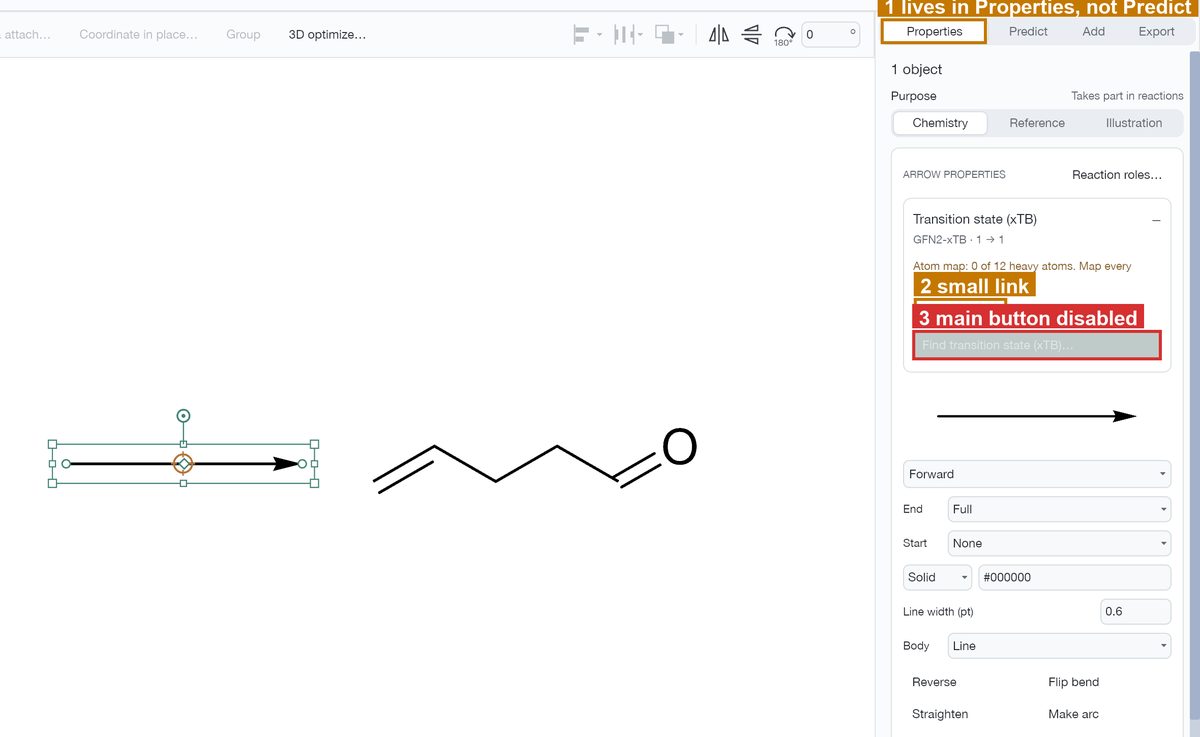 1 lives in Properties, not Predict
attach…
Coordinate in place…
Group
3D optimize…
180°
0 °
Properties
Predict
Add
Export
1 object
Purpose
Takes part in reactions
Chemistry
Reference
Illustration
ARROW PROPERTIES
Reaction roles…
Transition state (xTB)
–
GFN2-xTB · 1 → 1
Atom map: 0 of 12 heavy atoms. Map every
2 small link
3 main button disabled
Find transition state (xTB)…
O
Forward
End
Full
Start
None
Solid
#000000
Line width (pt)
0.6
Body
Line
Reverse
Flip bend
Straighten
Make arc